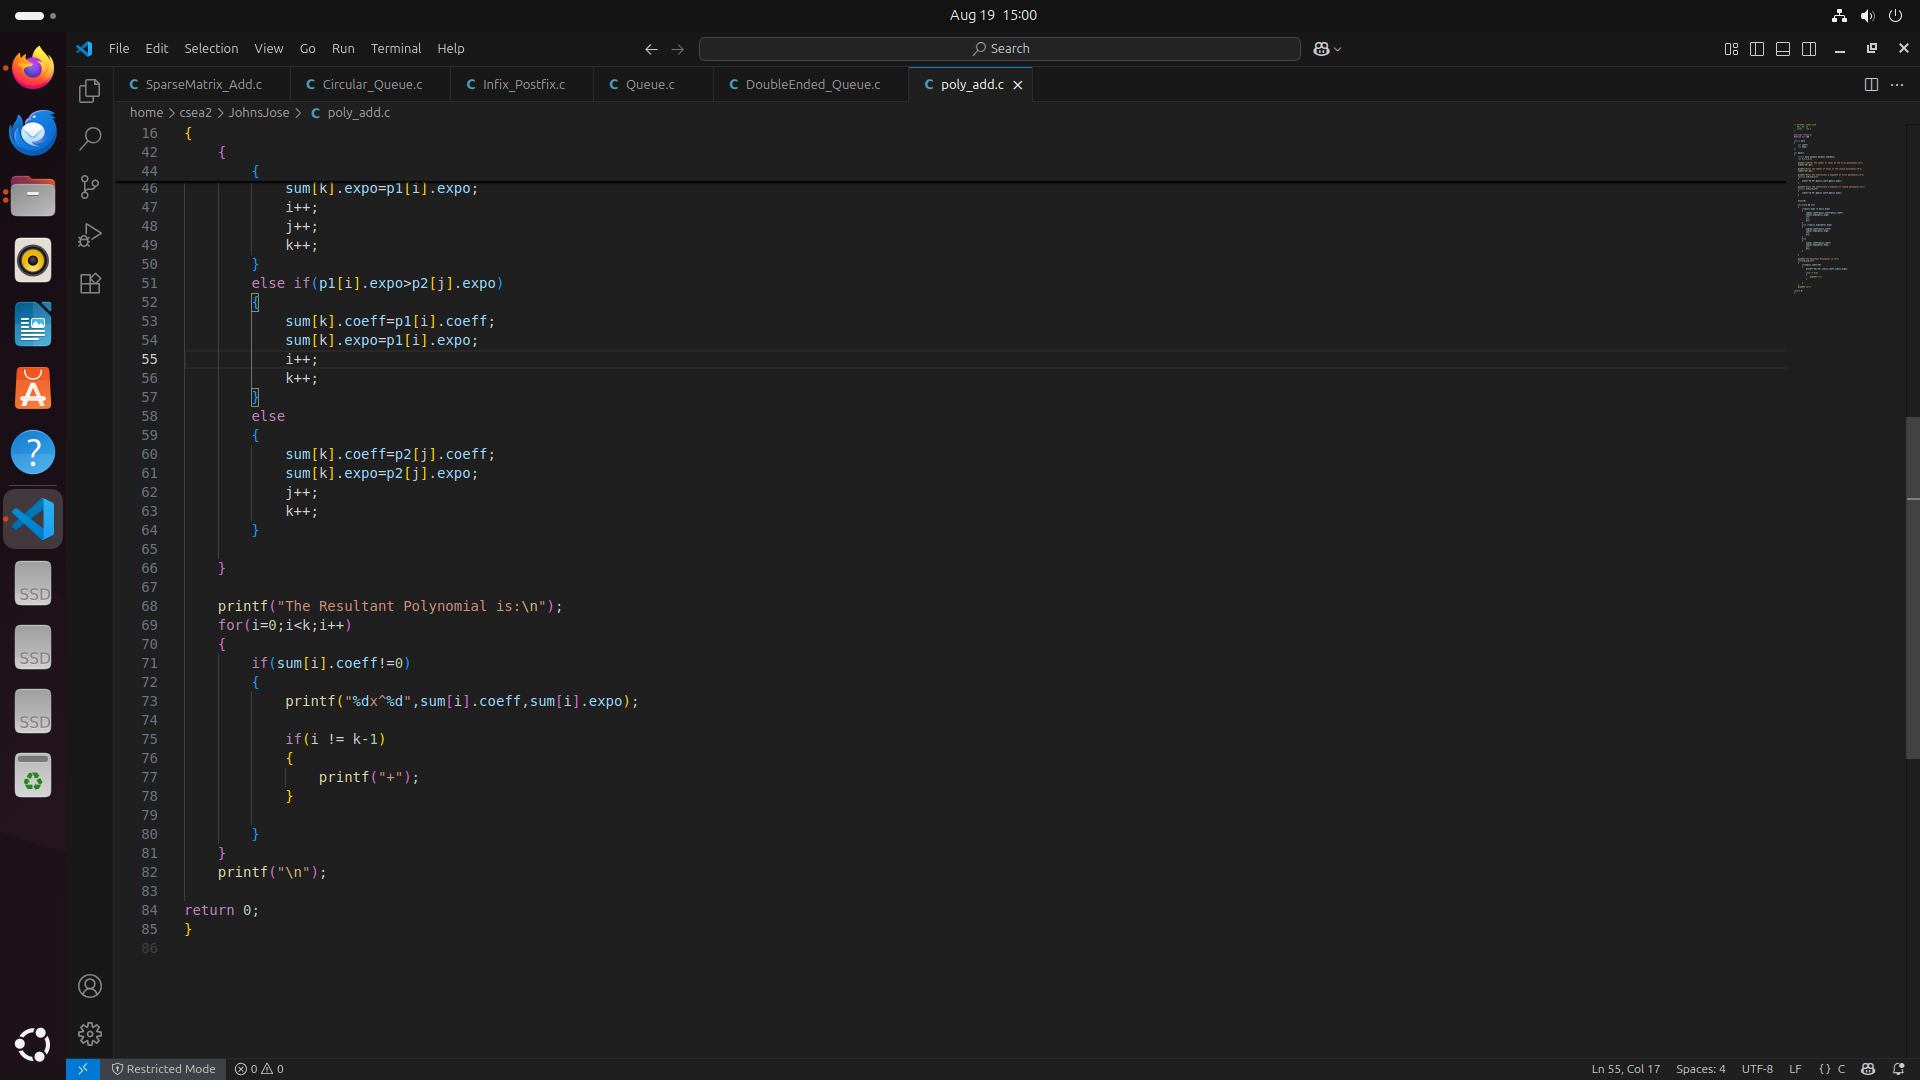 Aug 19 15:00
File Edit Selection View Go Run Terminal Help
Search
SparseMatrix_Add.c
Circular_Queue.c
Infix_Postfix.c
Queue.c
DoubleEnded_Queue.c
poly_add.c
home > csea2 > JohnsJose > C poly_add.c
16 {
42 {
44 {
46 sum[k].expo=p1[i].expo;
47 i++;
48 j++;
49 k++;
50 }
51 else if(p1[i].expo>p2[j].expo)
52 {
53 sum[k].coeff=p1[i].coeff;
54 sum[k].expo=p1[i].expo;
55 i++;
56 k++;
57 }
58 else
59 {
60 sum[k].coeff=p2[j].coeff;
61 sum[k].expo=p2[j].expo;
62 j++;
63 k++;
64 }
65
66 }
67
68 printf("The Resultant Polynomial is:\n");
69 for(i=0;i<k;i++)
70 {
71 if(sum[i].coeff!=0)
72 {
73 printf("%dx^%d",sum[i].coeff,sum[i].expo);
74
75 if(i != k-1)
76 {
77 printf("+");
78 }
79
80 }
81 }
82 printf("\n");
83
84 return 0;
85 }
86
SSD
SSD
SSD
Restricted Mode 0 0
Ln 55, Col 17 Spaces: 4 UTF-8 LF {} C